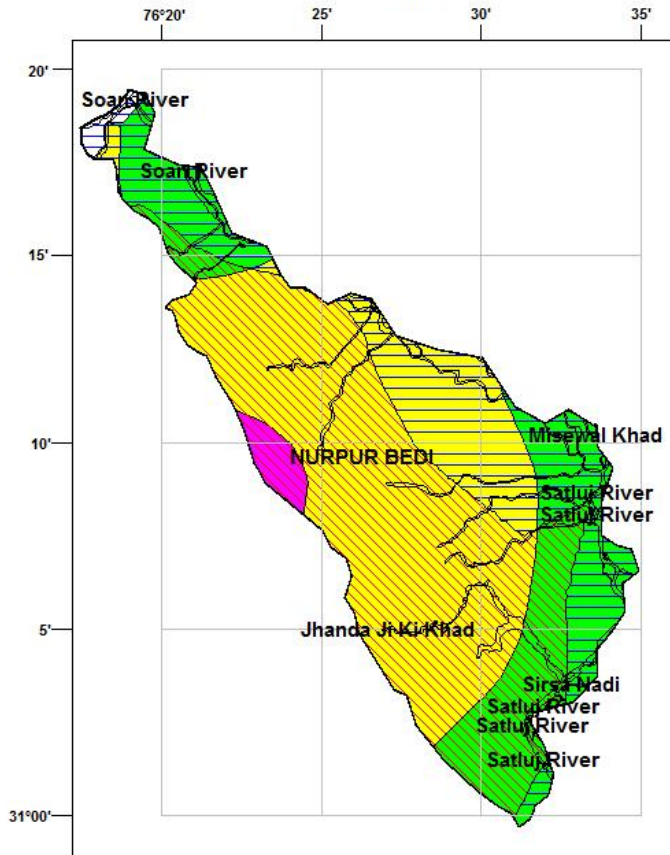 76°20' 25' 30' 35'
20'
Soan River
Soan River
15'
10'
Misewal Khad
NURPUR BEDI
Satluj River
Satluj River
5'
Jhanda Ji Ki Khad
Sirsa Nadi
Satluj River
Satluj River
Satluj River
31°00'